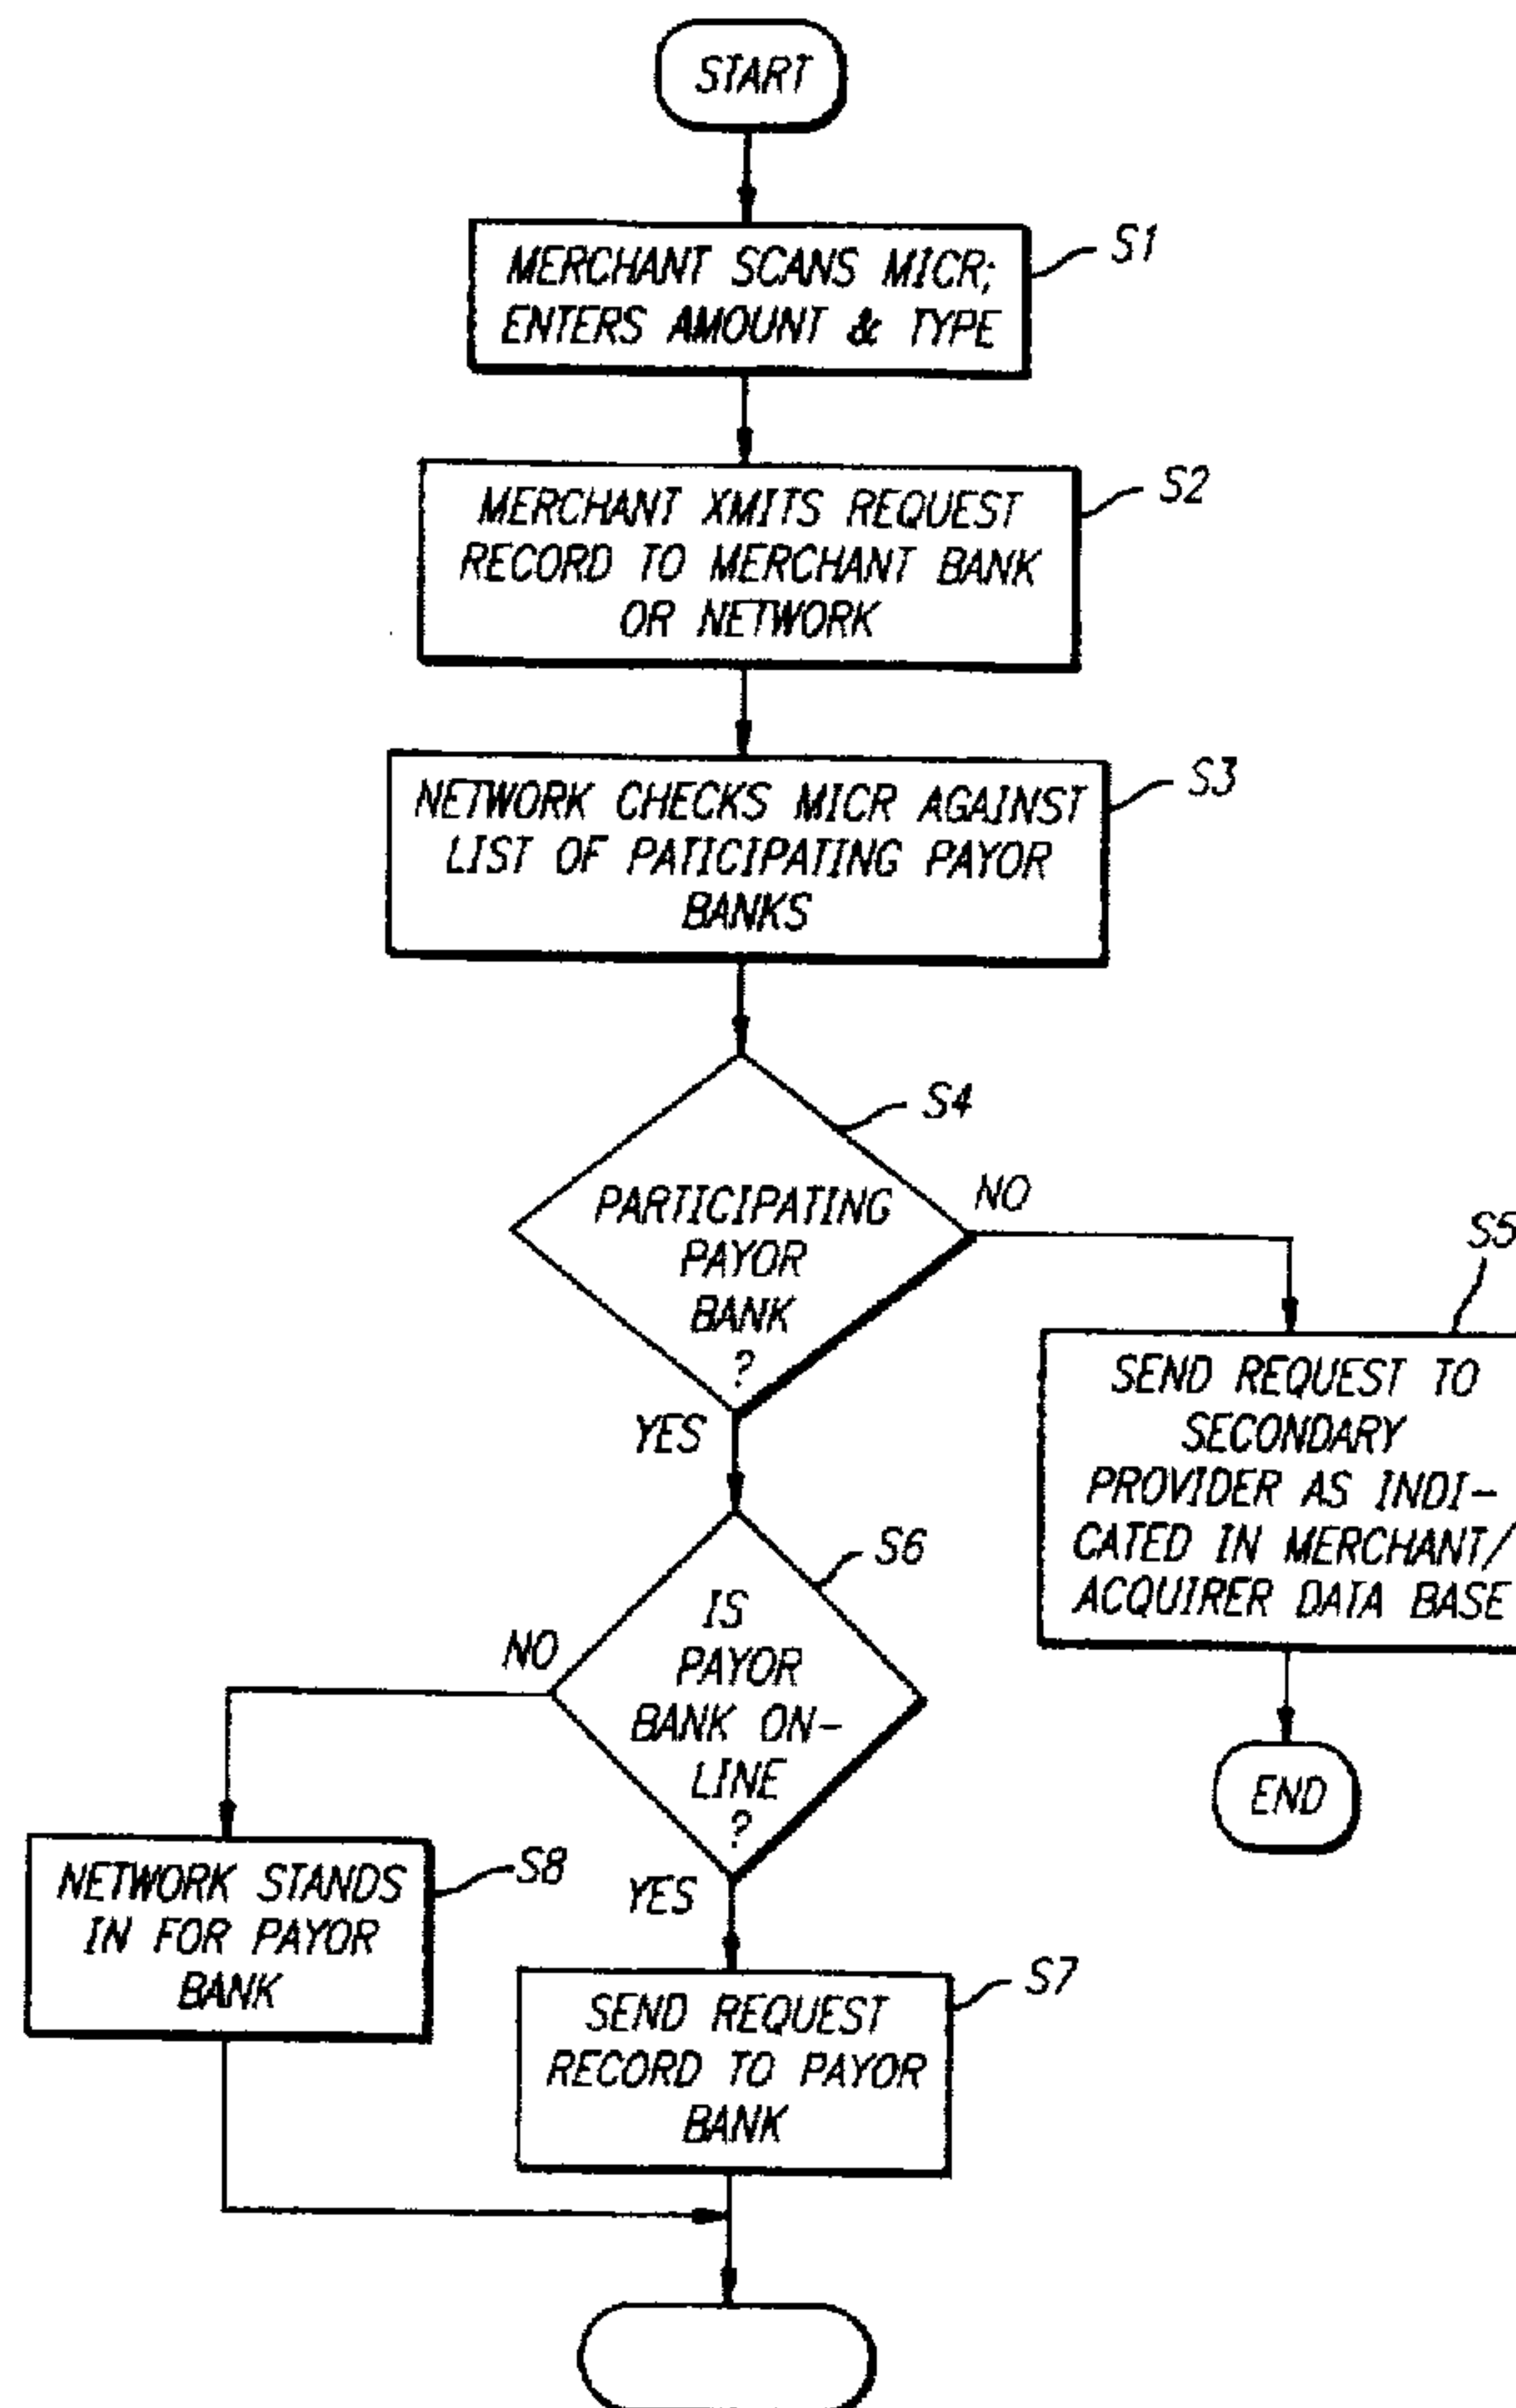 START
MERCHANT SCANS MICR;
ENTERS AMOUNT & TYPE
S1
MERCHANT XMITS REQUEST
RECORD TO MERCHANT BANK
OR NETWORK
S2
NETWORK CHECKS MICR AGAINST
LIST OF PATICIPATING PAYOR
BANKS
S3
S4
PARTICIPATING
PAYOR
BANK
?
NO
YES
S5
SEND REQUEST TO
SECONDARY
PROVIDER AS INDI-
CATED IN MERCHANT/
ACQUIRER DATA BASE
END
S6
IS
PAYOR
BANK ON-
LINE
?
NO
YES
S8
NETWORK STANDS
IN FOR PAYOR
BANK
S7
SEND REQUEST
RECORD TO PAYOR
BANK